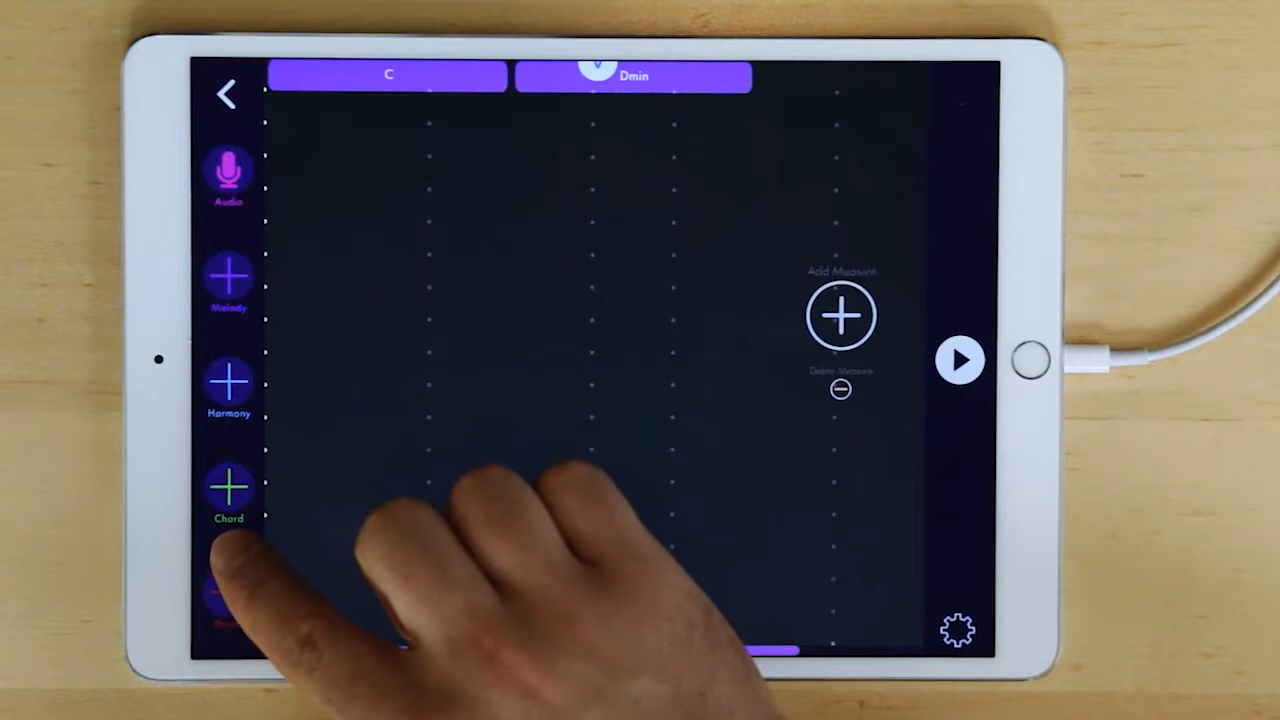 C
V
Dmin
Audio
Melody
Add Measure
Delete Measure
Harmony
Chord